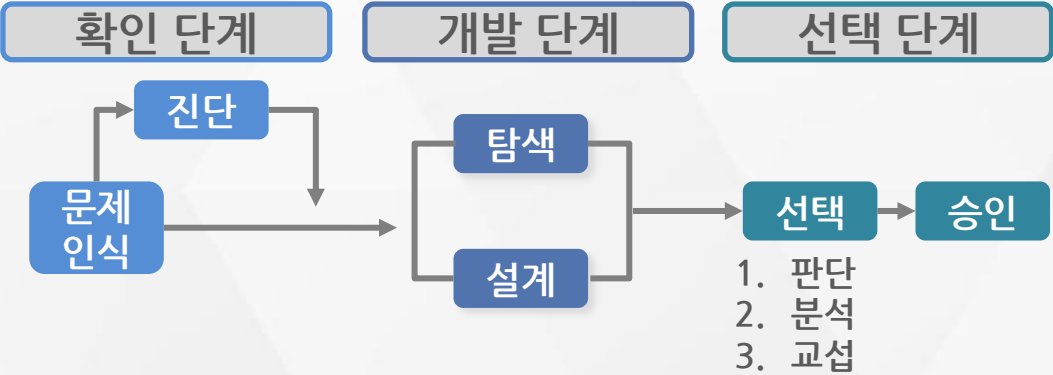 확인 단계
개발 단계
선택 단계
진단
문제
인식
탐색
설계
선택
승인
1. 판단
2. 분석
3. 교섭